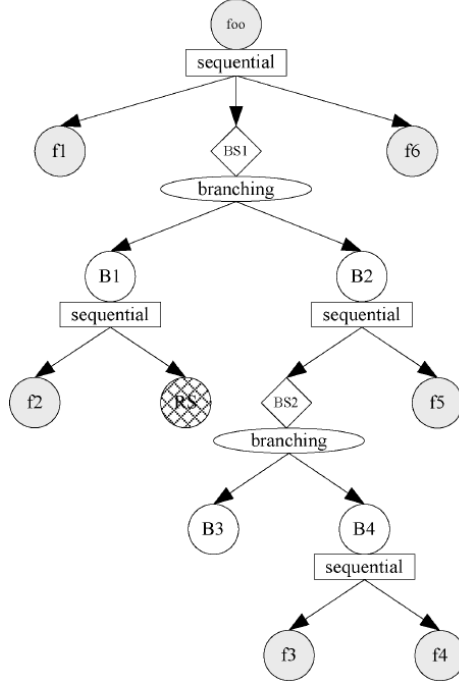 foo
sequential
f1
BS1
f6
branching
B1
B2
sequential
sequential
f2
RS
BS2
f5
branching
B3
B4
sequential
f3
f4